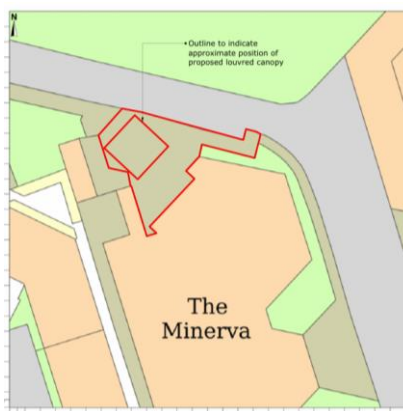 N
Outline to indicate
approximate position of
proposed louvred canopy
The
Minerva